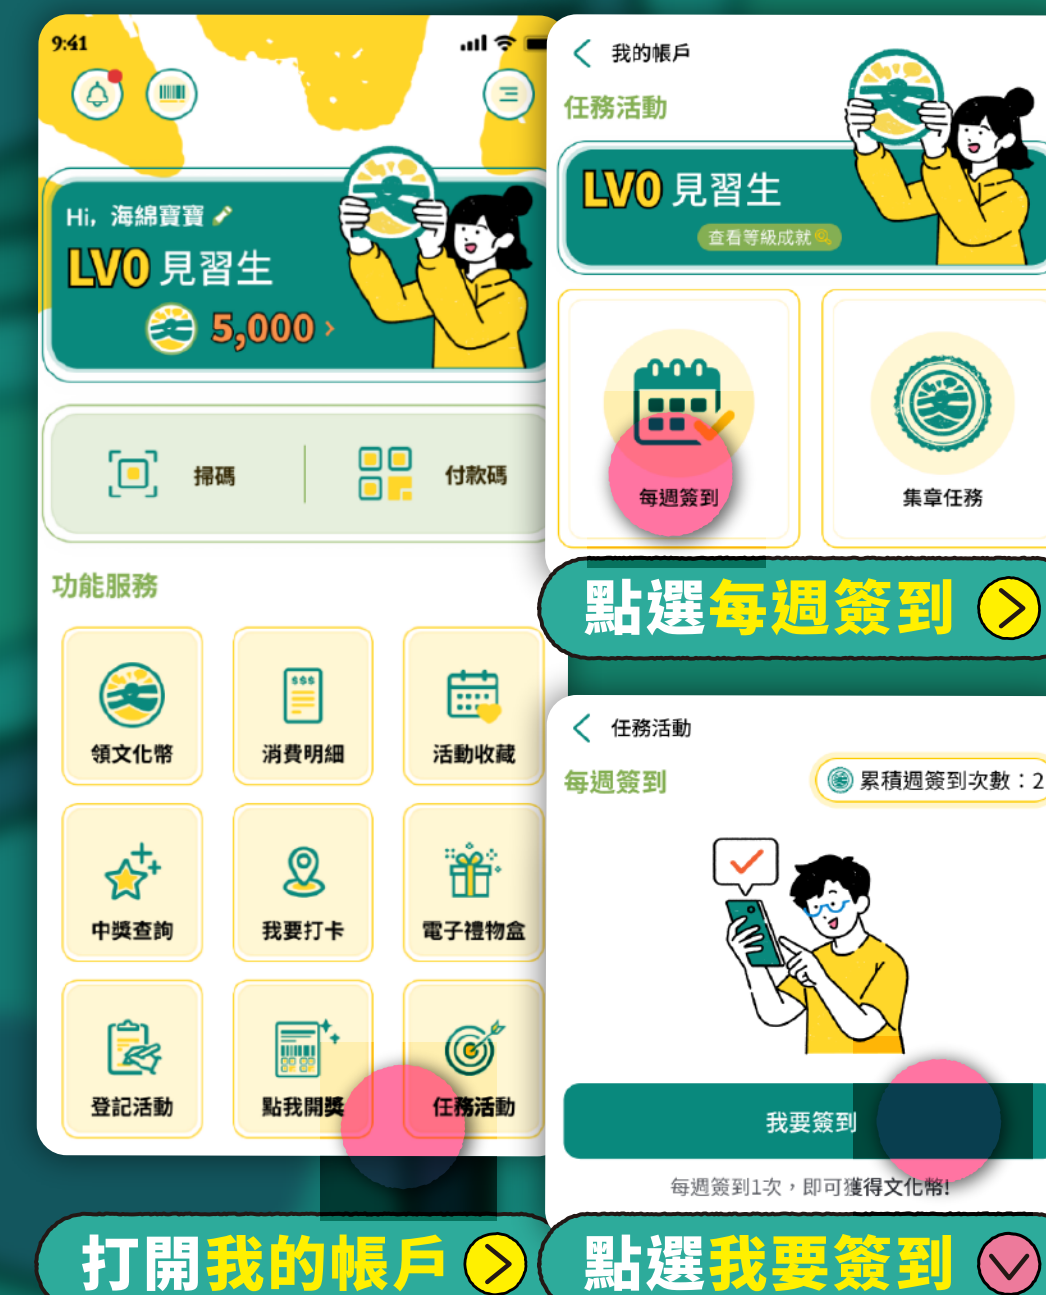 9:41
Hi, 海綿寶寶
LV0 見習生
5,000
掃碼
付款碼
功能服務
領文化幣
消費明細
活動收藏
中獎查詢
我要打卡
電子禮物盒
登記活動
點我開獎
任務活動
打開我的帳戶
我的帳戶
任務活動
LV0 見習生
查看等級成就
每週簽到
集章任務
點選每週簽到
任務活動
每週簽到
累積週簽到次數：2
我要簽到
每週簽到1次，即可獲得文化幣!
點選我要簽到